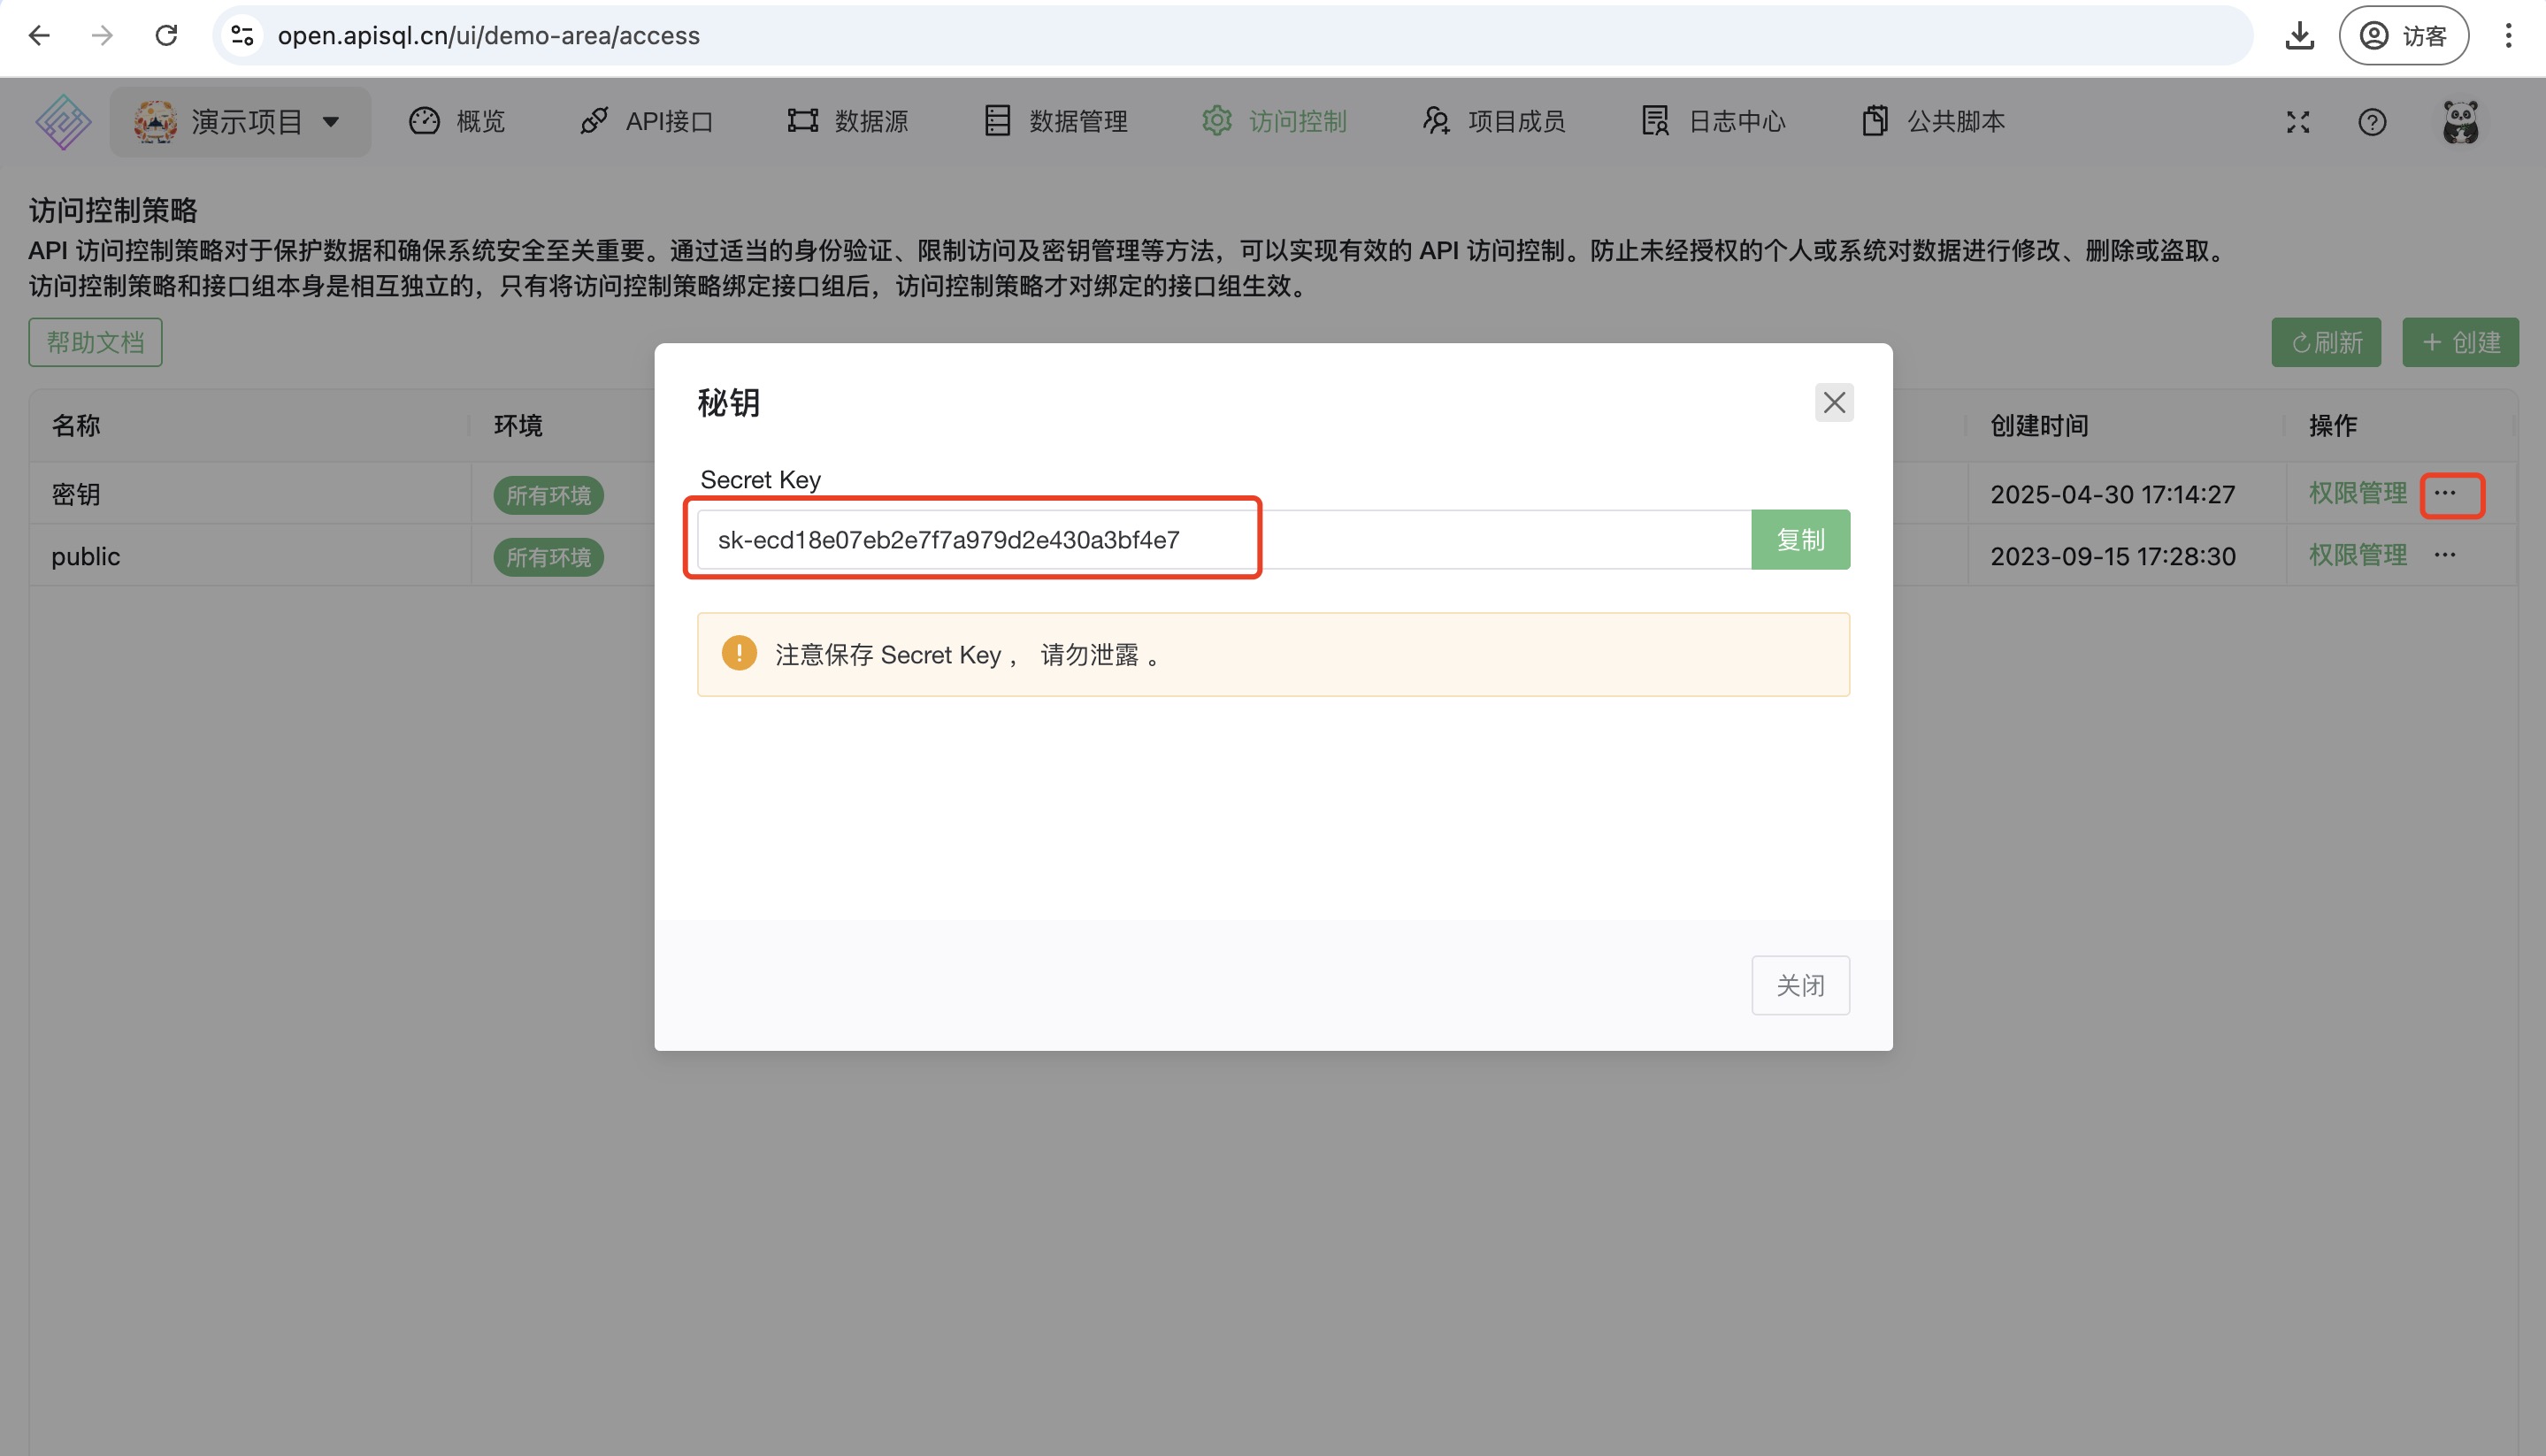 open.apisql.cn/ui/demo-area/access
访客
演示项目
概览
API接口
数据源
数据管理
访问控制
项目成员
日志中心
公共脚本
访问控制策略
API 访问控制策略对于保护数据和确保系统安全至关重要。通过适当的身份验证、限制访问及密钥管理等方法，可以实现有效的 API 访问控制。防止未经授权的个人或系统对数据进行修改、删除或盗取。
访问控制策略和接口组本身是相互独立的，只有将访问控制策略绑定接口组后，访问控制策略才对绑定的接口组生效。
帮助文档
刷新
+ 创建
名称
环境
创建时间
操作
密钥
所有环境
2025-04-30 17:14:27
权限管理 ···
public
所有环境
2023-09-15 17:28:30
权限管理 ···
秘钥
Secret Key
sk-ecd18e07eb2e7f7a979d2e430a3bf4e7
复制
注意保存 Secret Key ， 请勿泄露 。
关闭